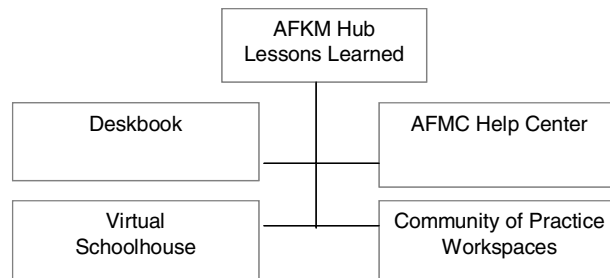 AFKM Hub
Lessons Learned
Deskbook
AFMC Help Center
Virtual
Schoolhouse
Community of Practice
Workspaces